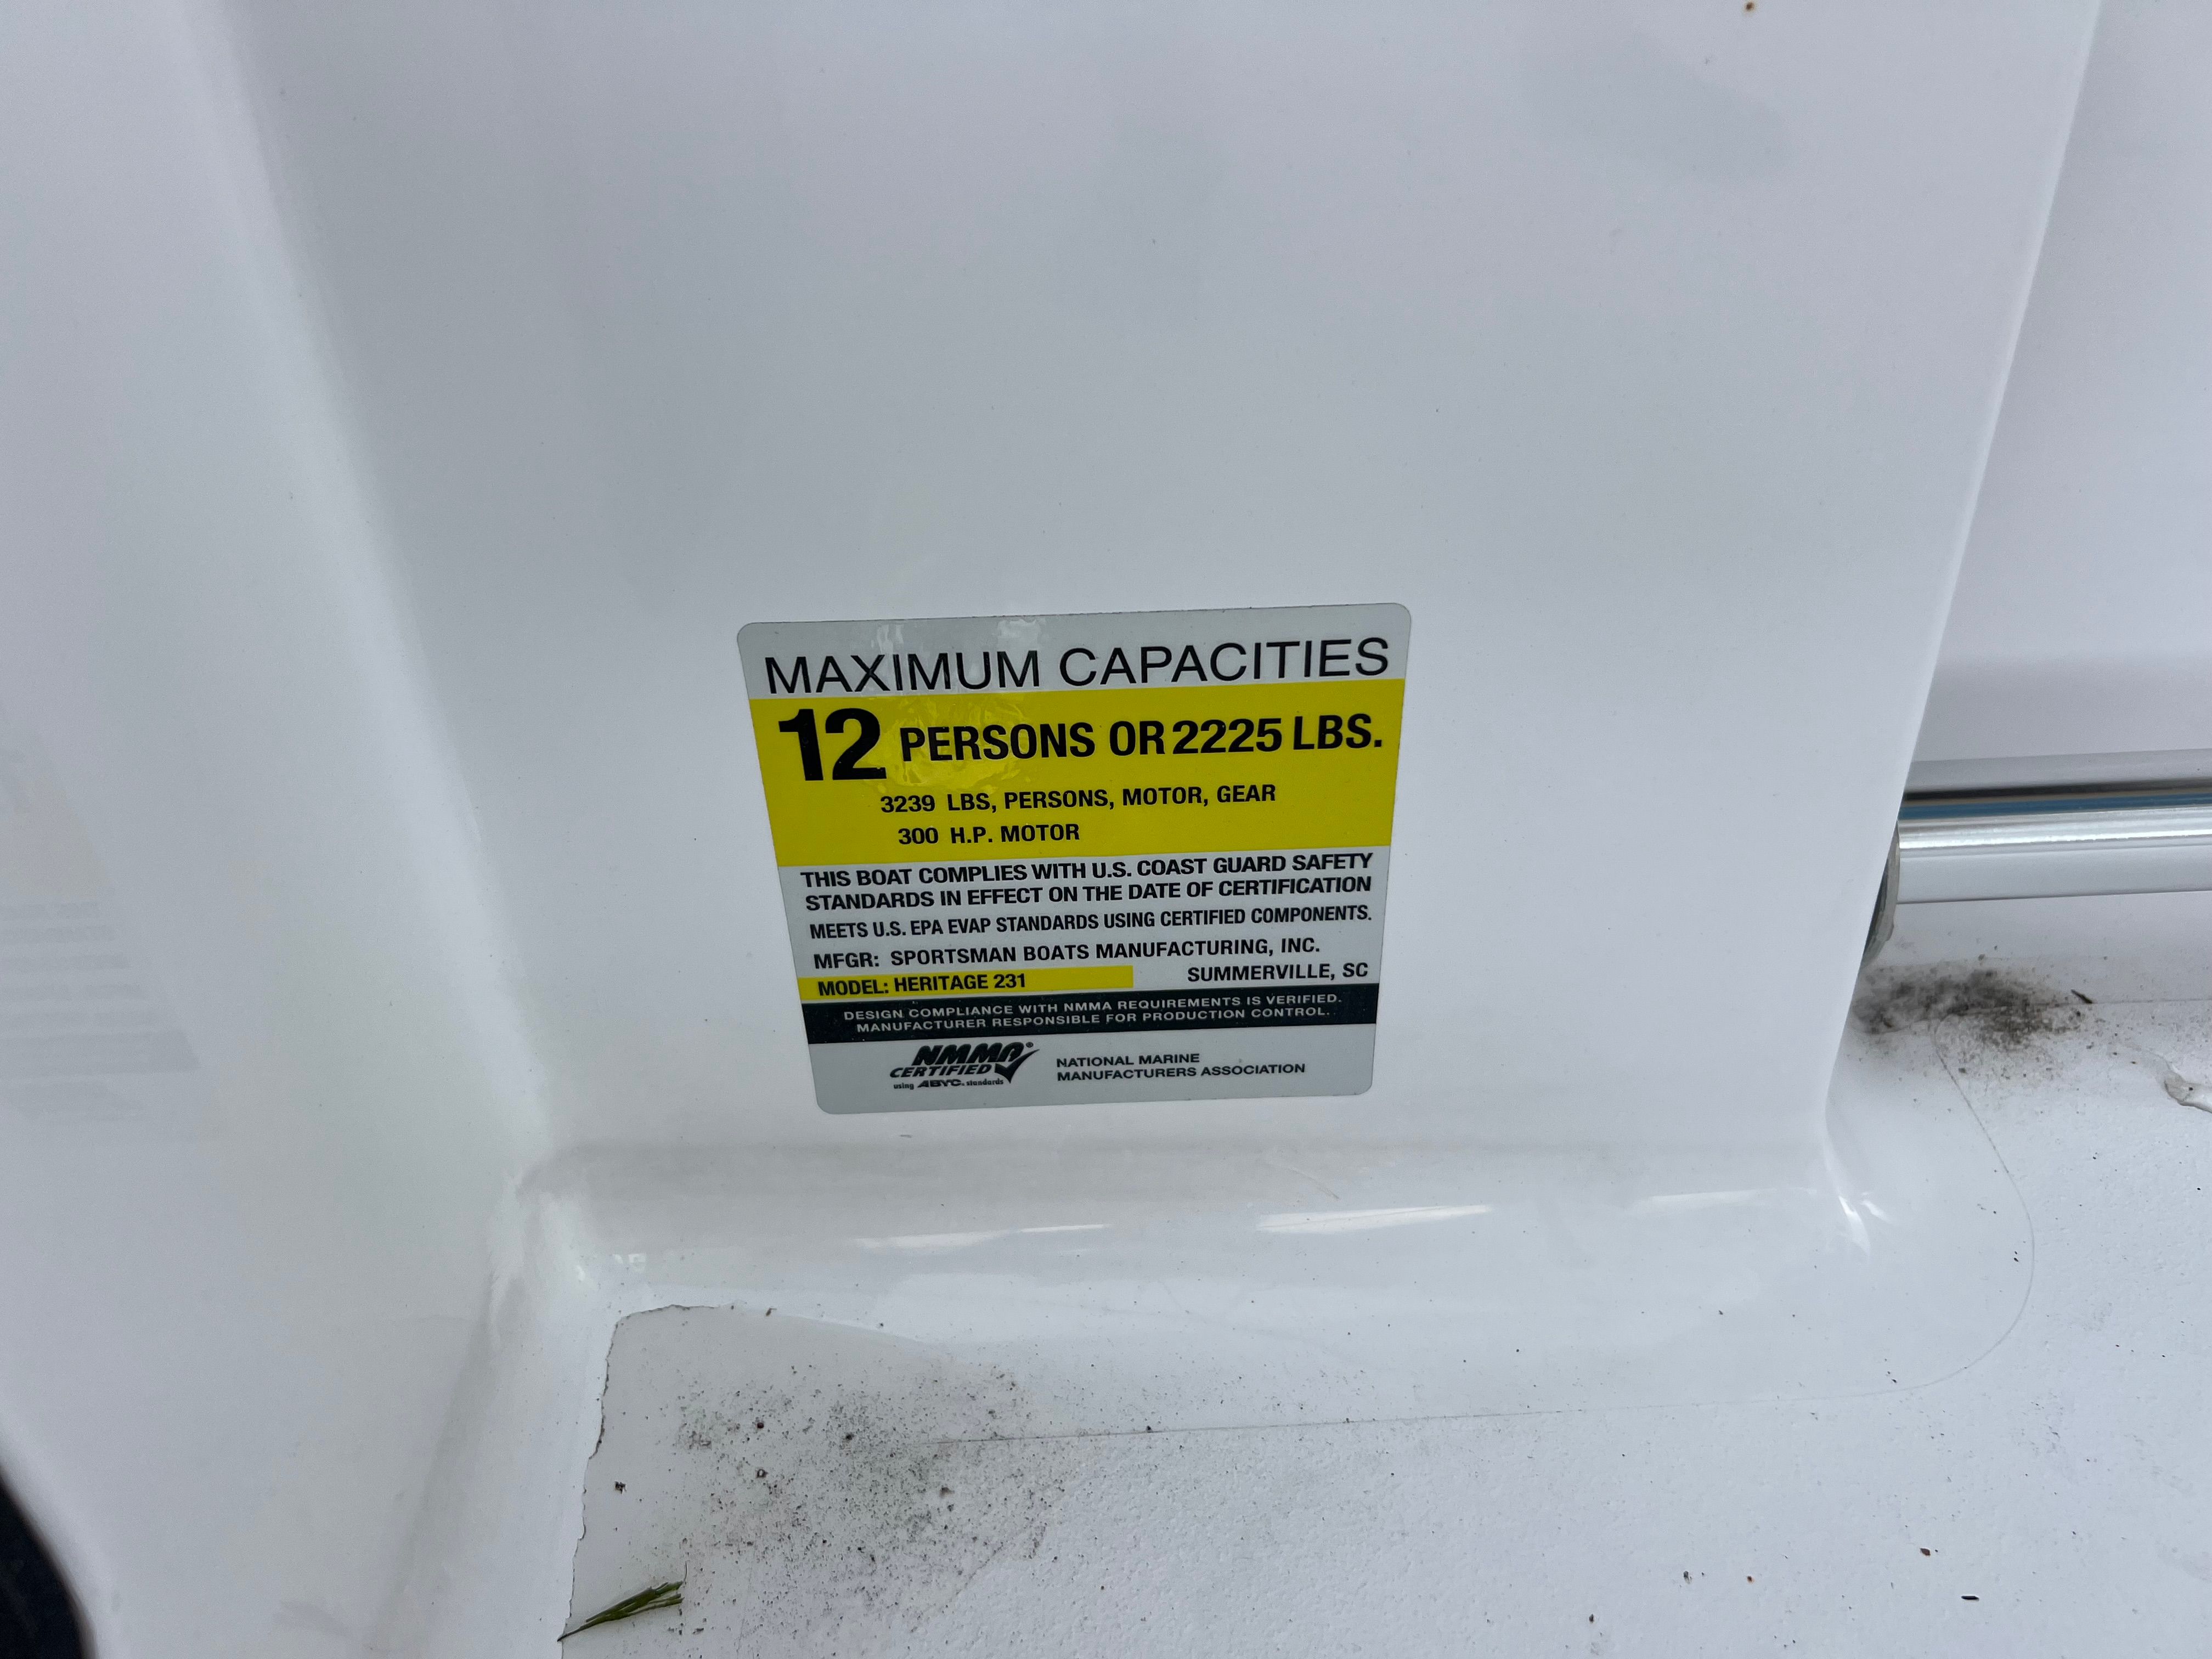 MAXIMUM CAPACITIES
12 PERSONS OR 2225 LBS.
3239 LBS, PERSONS, MOTOR, GEAR
300 H.P. MOTOR
THIS BOAT COMPLIES WITH U.S. COAST GUARD SAFETY
STANDARDS IN EFFECT ON THE DATE OF CERTIFICATION
MEETS U.S. EPA EVAP STANDARDS USING CERTIFIED COMPONENTS.
MFGR: SPORTSMAN BOATS MANUFACTURING, INC.
MODEL: HERITAGE 231 SUMMERVILLE, SC
DESIGN COMPLIANCE WITH NMMA REQUIREMENTS IS VERIFIED.
MANUFACTURER RESPONSIBLE FOR PRODUCTION CONTROL.
NMMA®
CERTIFIED
using ABYC. standards
NATIONAL MARINE
MANUFACTURERS ASSOCIATION